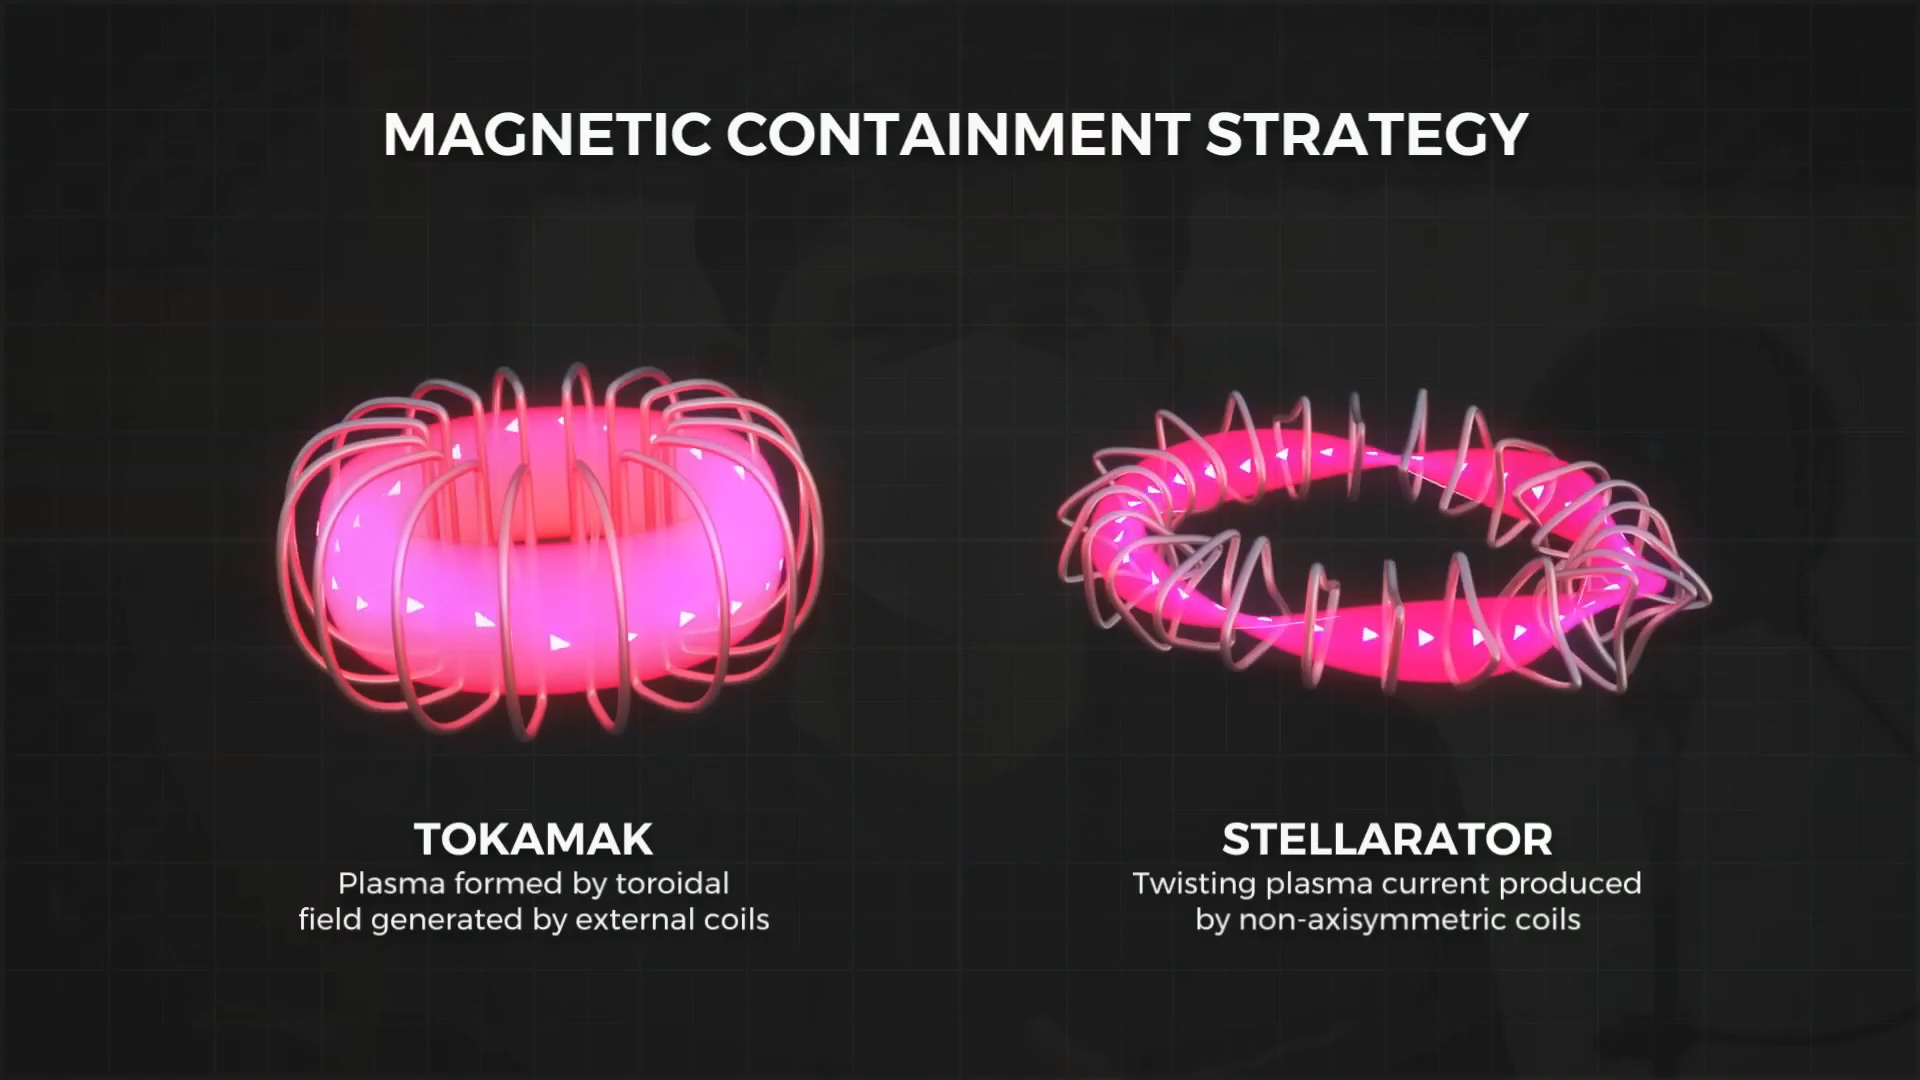 MAGNETIC CONTAINMENT STRATEGY
TOKAMAK
Plasma formed by toroidal
field generated by external coils
STELLARATOR
Twisting plasma current produced
by non-axisymmetric coils